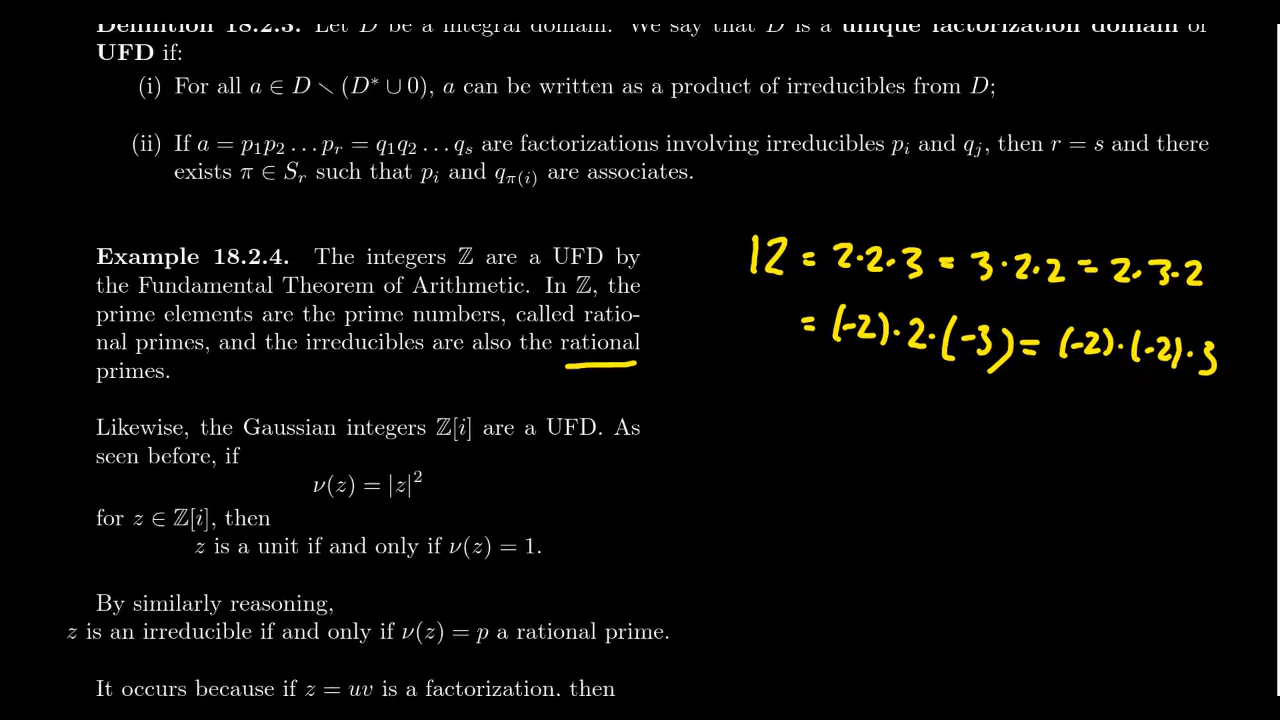 Definition 18.2.3. Let D be a integral domain. We say that D is a unique factorization domain or
UFD if:
(i) For all a ∈ D ∖ (D* ∪ 0), a can be written as a product of irreducibles from D;
(ii) If a = p₁p₂ … pᵣ = q₁q₂ … qₛ are factorizations involving irreducibles pᵢ and qⱼ, then r = s and there
exists π ∈ Sᵣ such that pᵢ and q_π(i) are associates.
Example 18.2.4. The integers ℤ are a UFD by
the Fundamental Theorem of Arithmetic. In ℤ, the
prime elements are the prime numbers, called ratio-
nal primes, and the irreducibles are also the rational
primes.
12 = 2·2·3 = 3·2·2 = 2·3·2
= (-2)·2·(-3) = (-2)·(-2)·3
Likewise, the Gaussian integers ℤ[i] are a UFD. As
seen before, if
ν(z) = |z|²
for z ∈ ℤ[i], then
z is a unit if and only if ν(z) = 1.
By similarly reasoning,
z is an irreducible if and only if ν(z) = p a rational prime.
It occurs because if z = uv is a factorization, then